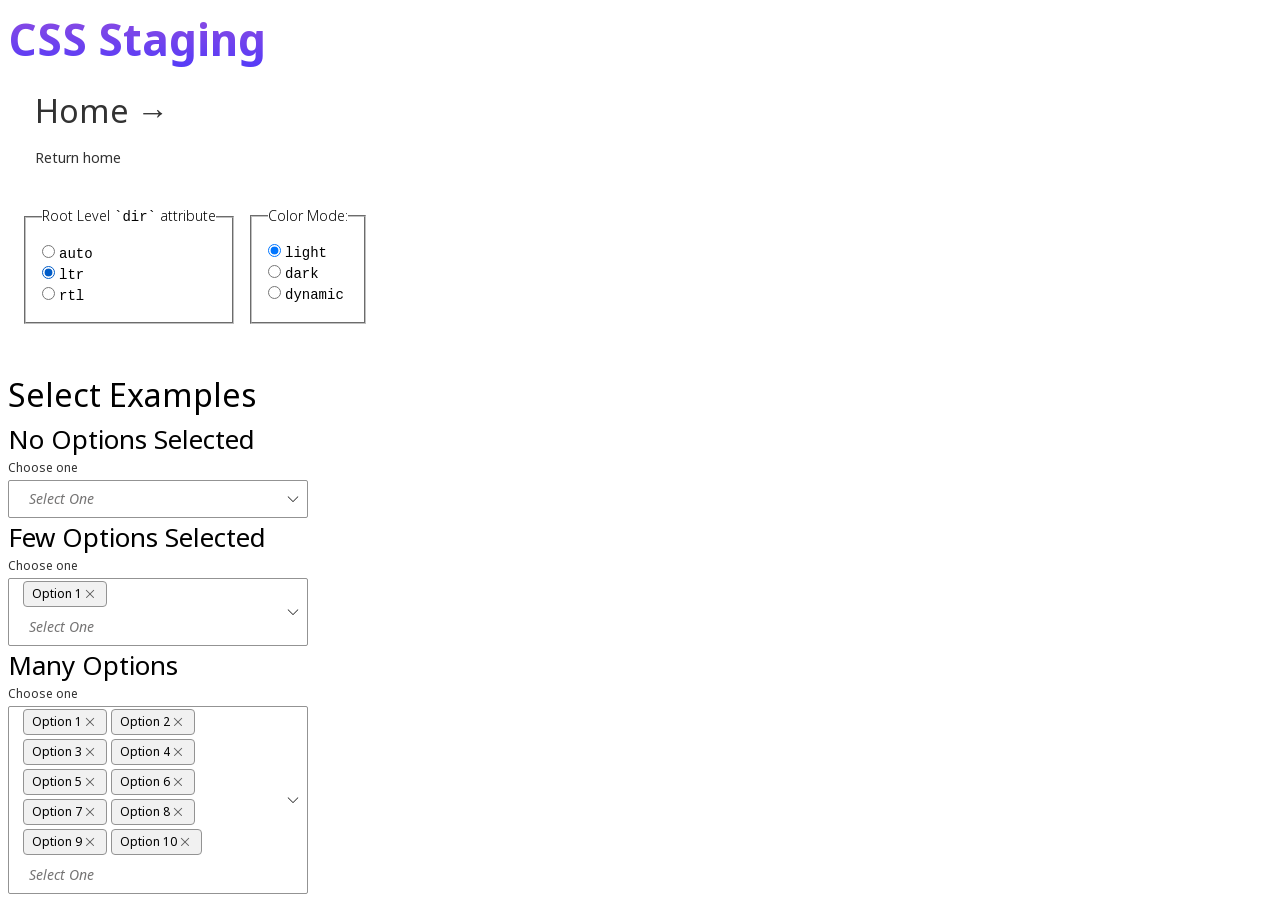 CSS Staging
Home →
Return home
Root Level `dir` attribute
auto
ltr
rtl
Color Mode:
light
dark
dynamic
Select Examples
No Options Selected
Choose one
Select One
Few Options Selected
Choose one
Option 1
Select One
Many Options
Choose one
Option 1 Option 2
Option 3 Option 4
Option 5 Option 6
Option 7 Option 8
Option 9 Option 10
Select One